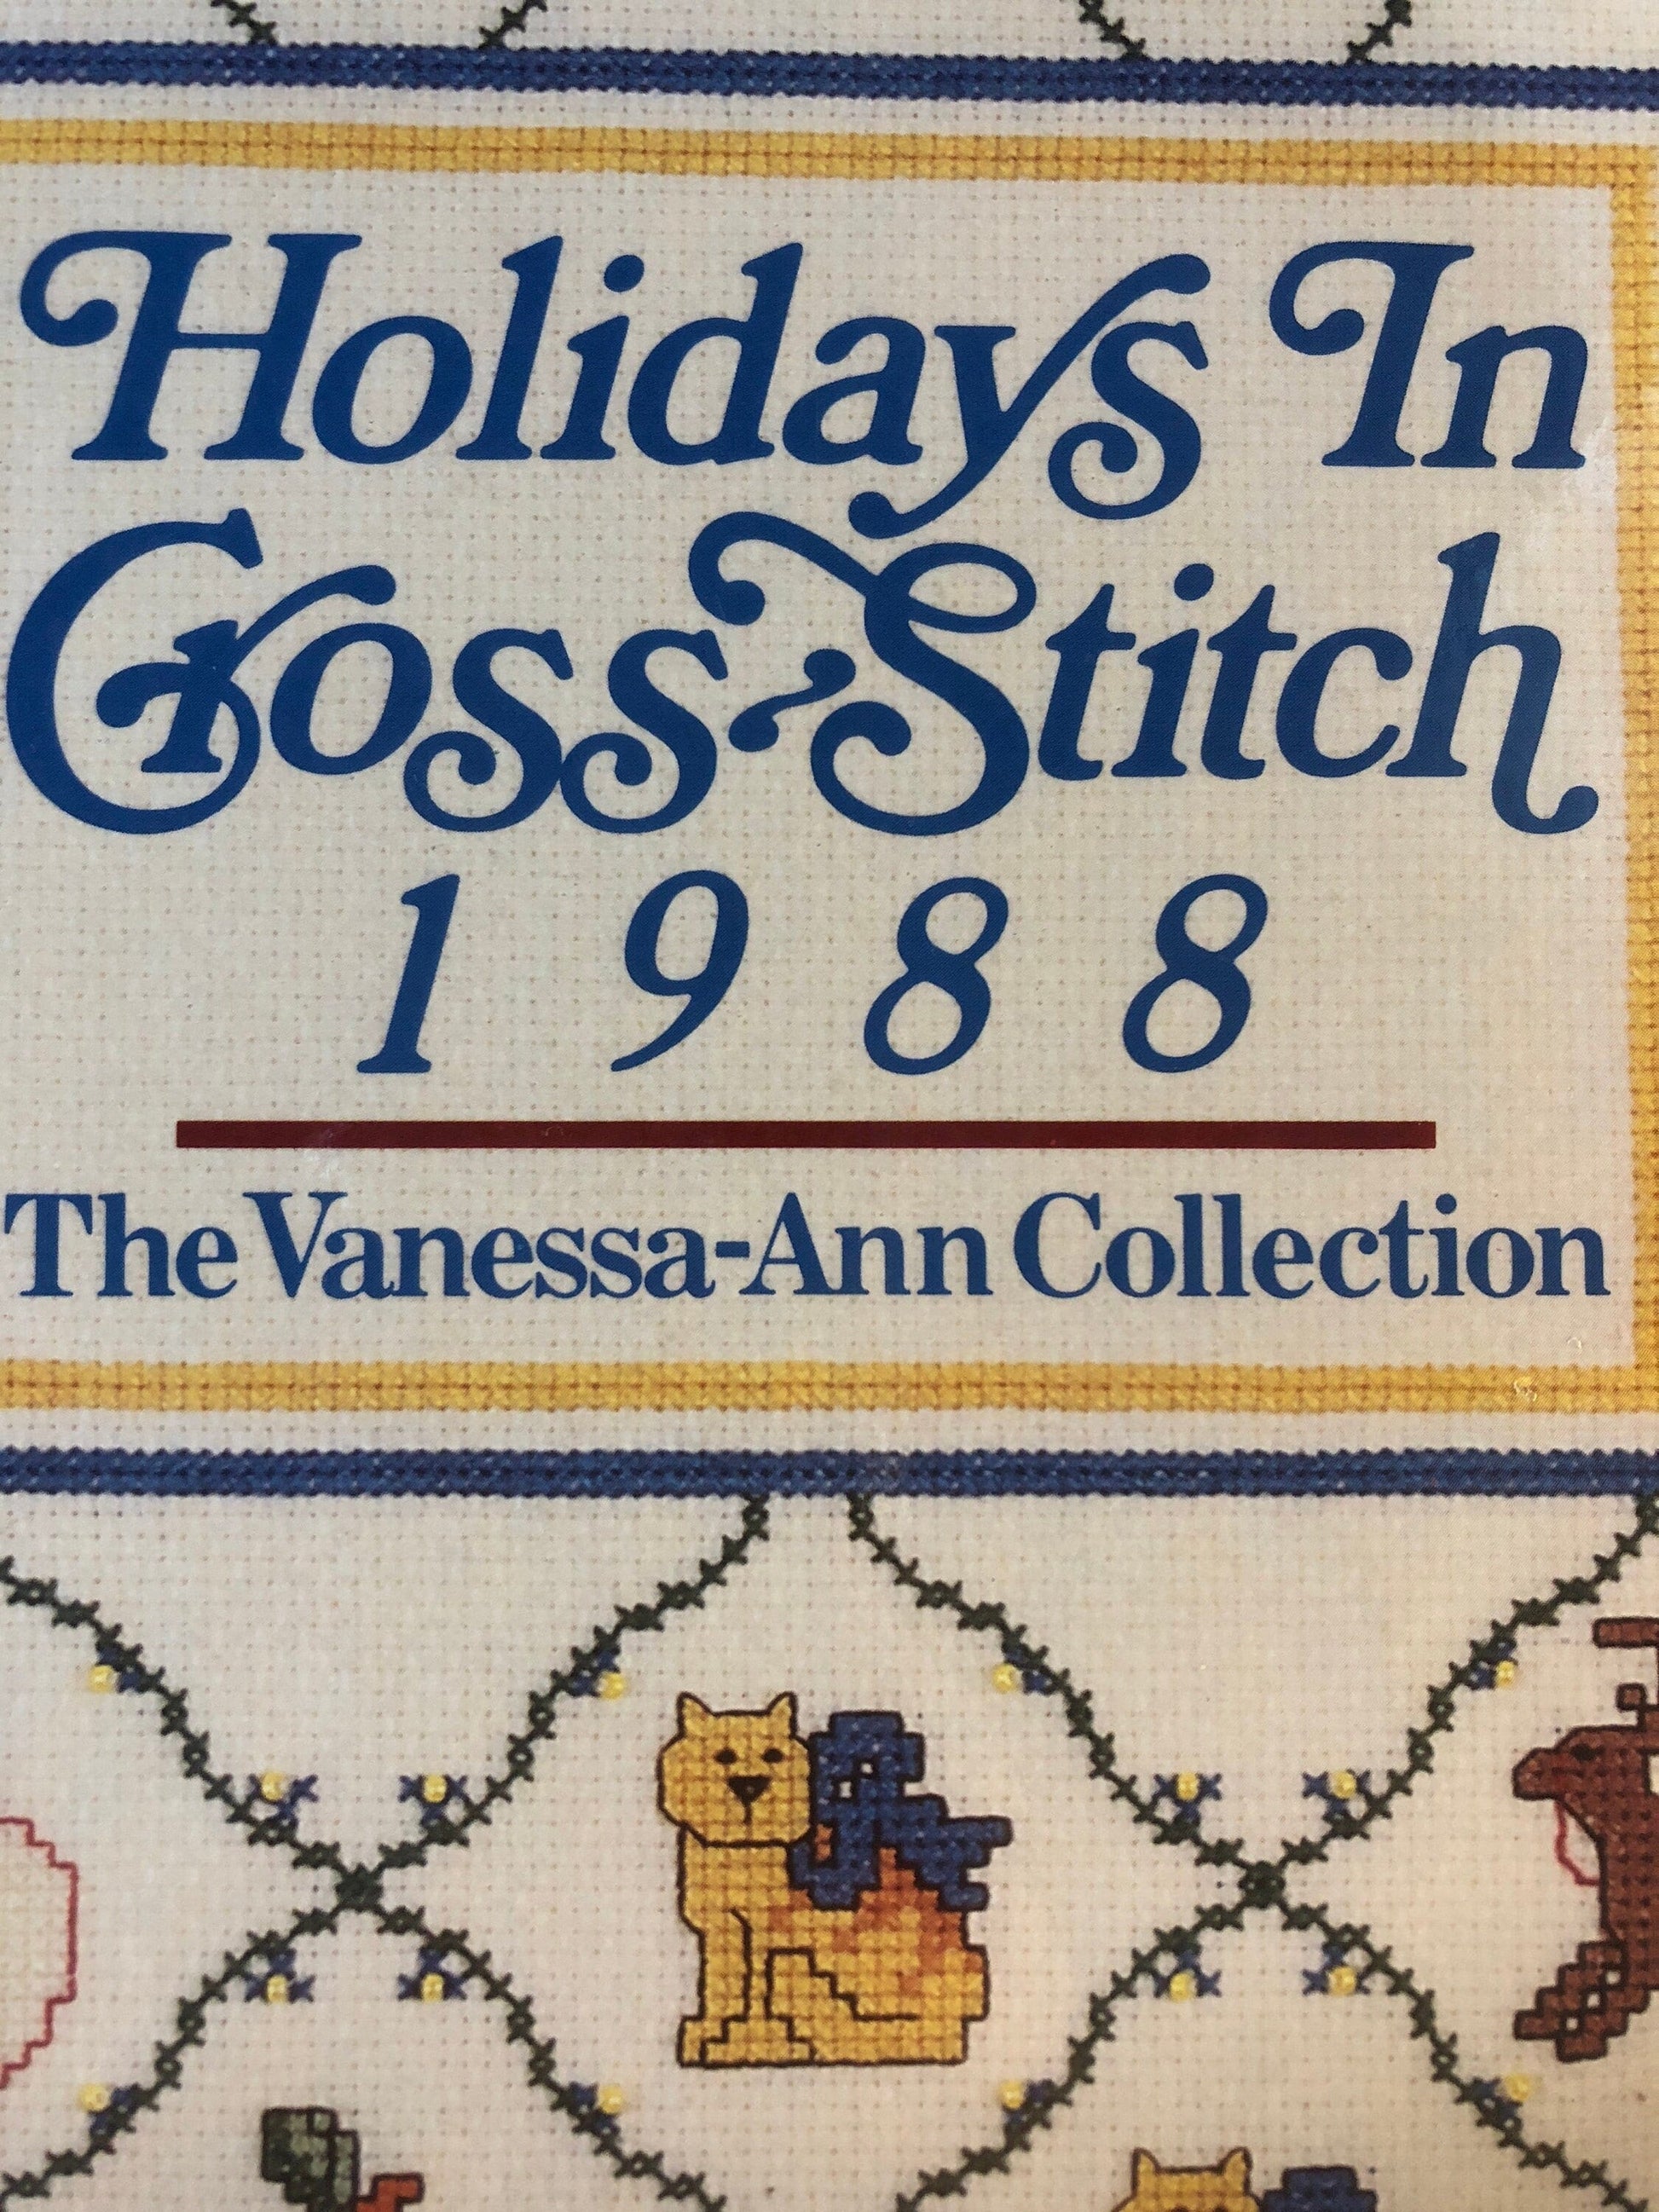 Holidays In
Cross-Stitch
1988
The Vanessa-Ann Collection